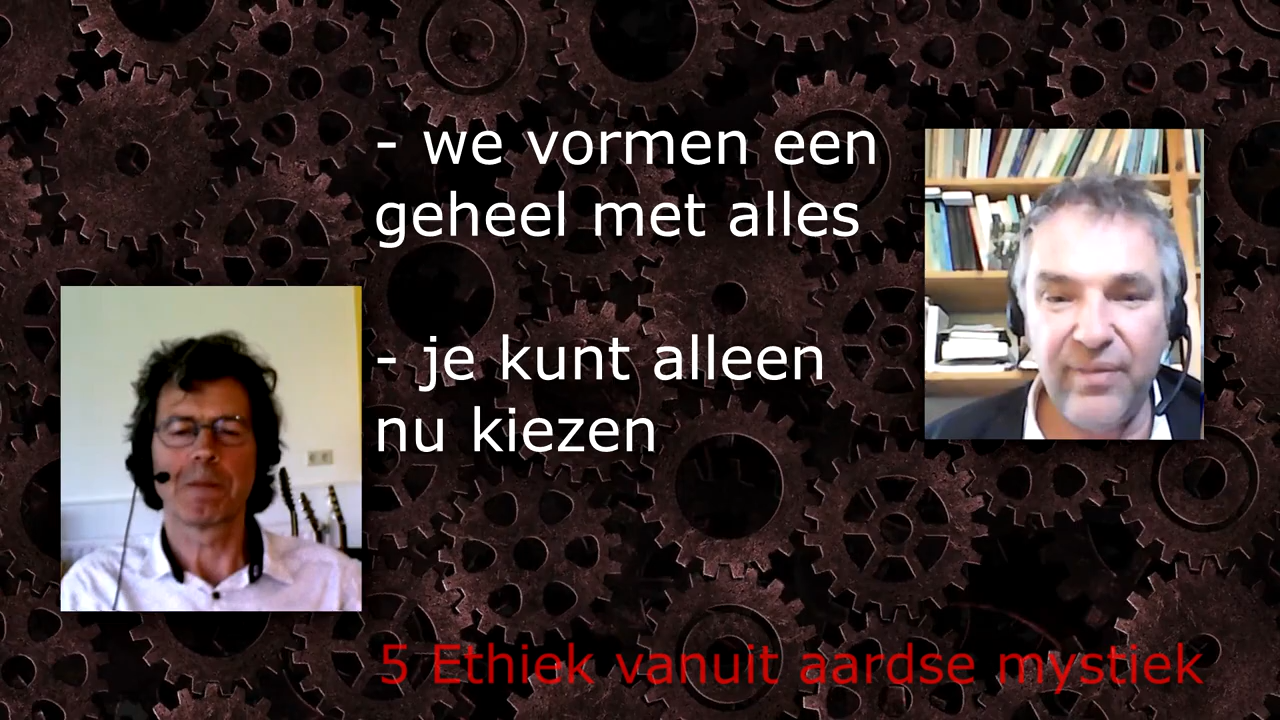 - we vormen een
geheel met alles
- je kunt alleen
nu kiezen
5 Ethiek vanuit aardse mystiek